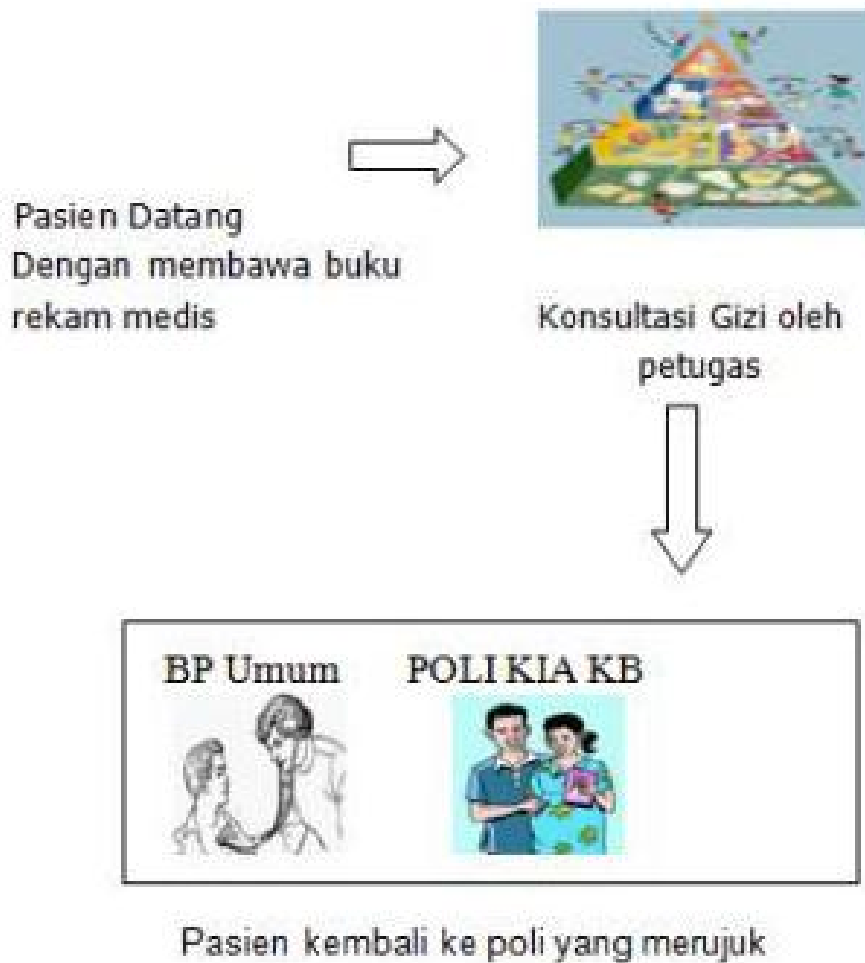 Pasien Datang
Dengan membawa buku
rekam medis
Konsultasi Gizi oleh
petugas
BP Umum
POLI KIA KB
Pasien kembali ke poli yang merujuk